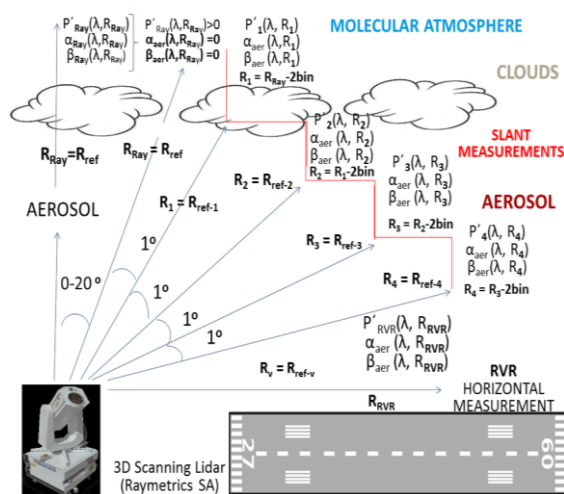 P'Ray(λ,RRay)
αRay(λ,RRay)
βRay(λ,RRay)
P'Ray(λ,RRay)>0
αaer(λ,RRay)=0
βaer(λ,RRay)=0
P'1(λ,R1)
αaer(λ,R1)
βaer(λ,R1)
R1=RRay-2bin
MOLECULAR ATMOSPHERE
CLOUDS
P'2(λ,R2)
αaer(λ,R2)
βaer(λ,R2)
R2=R1-2bin
SLANT
MEASUREMENTS
P'3(λ,R3)
αaer(λ,R3)
βaer(λ,R3)
R3=R2-2bin
AEROSOL
P'4(λ,R4)
αaer(λ,R4)
βaer(λ,R4)
R4=R3-2bin
RRay=Rref
RRay=Rref
R1=Rref-1
R2=Rref-2
R3=Rref-3
R4=Rref-4
AEROSOL
0-20º
1º
1º
1º
1º
P'RVR(λ,RRVR)
αaer(λ,RRVR)
βaer(λ,RRVR)
Rv=Rref-v
RRVR
RVR
HORIZONTAL
MEASUREMENT
3D Scanning Lidar
(Raymetrics SA)
27
60